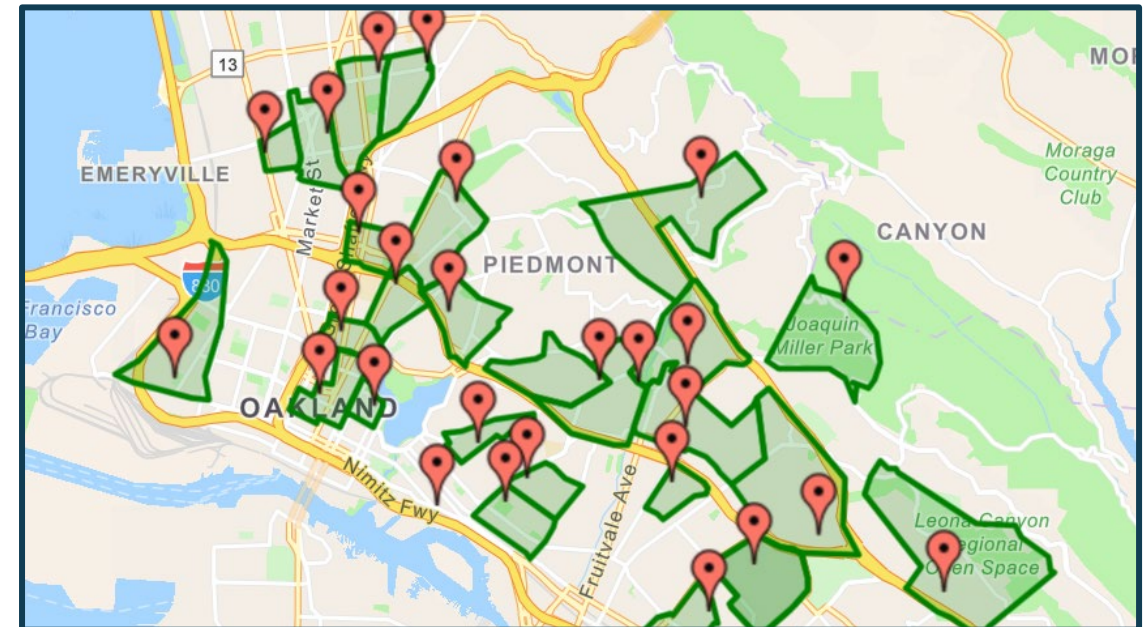 13
MO
EMERYVILLE
Market St
Moraga
Country
Club
CANYON
PIEDMONT
880
Francisco
Bay
Joaquin
Miller Park
OAKLAND
Nimitz Fwy
Fruitvale Ave
Leona Canyon
Regional
Open Space